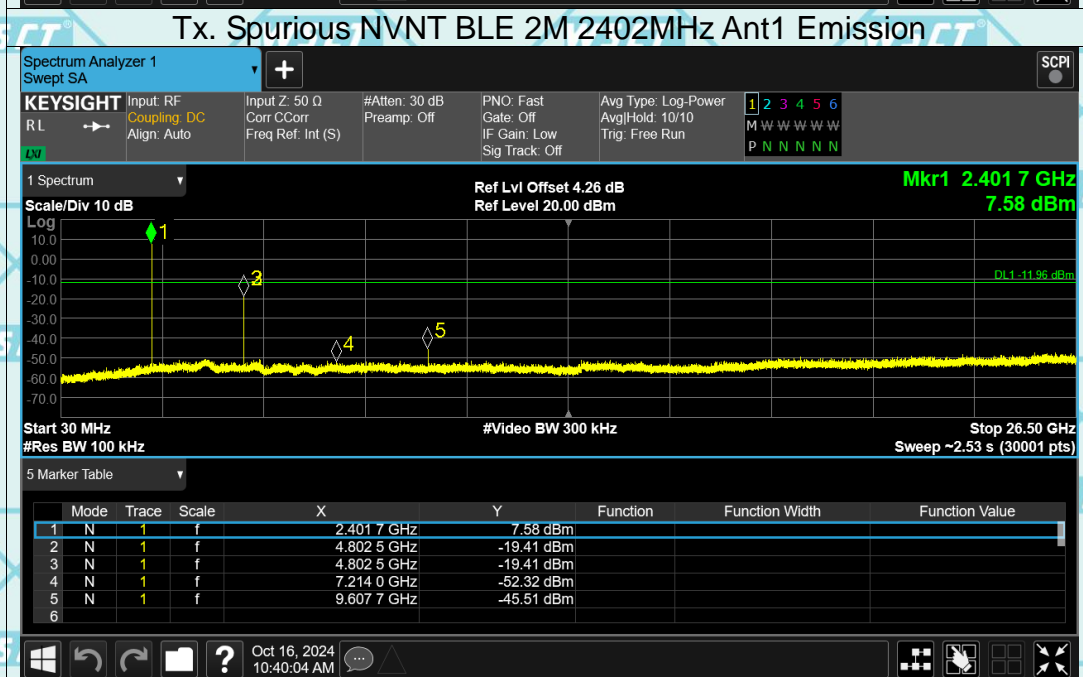 Tx. Spurious NVNT BLE 2M 2402MHz Ant1 Emission
Spectrum Analyzer 1
Swept SA
+
SCPI
KEYSIGHT
R L
LXI
Input: RF
Coupling: DC
Align: Auto
Input Z: 50 Ω
Corr CCorr
Freq Ref: Int (S)
#Atten: 30 dB
Preamp: Off
PNO: Fast
Gate: Off
IF Gain: Low
Sig Track: Off
Avg Type: Log-Power
Avg|Hold: 10/10
Trig: Free Run
1 2 3 4 5 6
M W W W W W
P N N N N N
1 Spectrum
Scale/Div 10 dB
Ref Lvl Offset 4.26 dB
Ref Level 20.00 dBm
Mkr1 2.401 7 GHz
7.58 dBm
Log
10.0
0.00
-10.0
-20.0
-30.0
-40.0
-50.0
-60.0
-70.0
1
3
4
5
DL1 -11.96 dBm
Start 30 MHz
#Video BW 300 kHz
Stop 26.50 GHz
#Res BW 100 kHz
Sweep ~2.53 s (30001 pts)
5 Marker Table
Mode Trace Scale X Y Function Function Width Function Value
1 N 1 f 2.401 7 GHz 7.58 dBm
2 N 1 f 4.802 5 GHz -19.41 dBm
3 N 1 f 4.802 5 GHz -19.41 dBm
4 N 1 f 7.214 0 GHz -52.32 dBm
5 N 1 f 9.607 7 GHz -45.51 dBm
6
?
Oct 16, 2024
10:40:04 AM